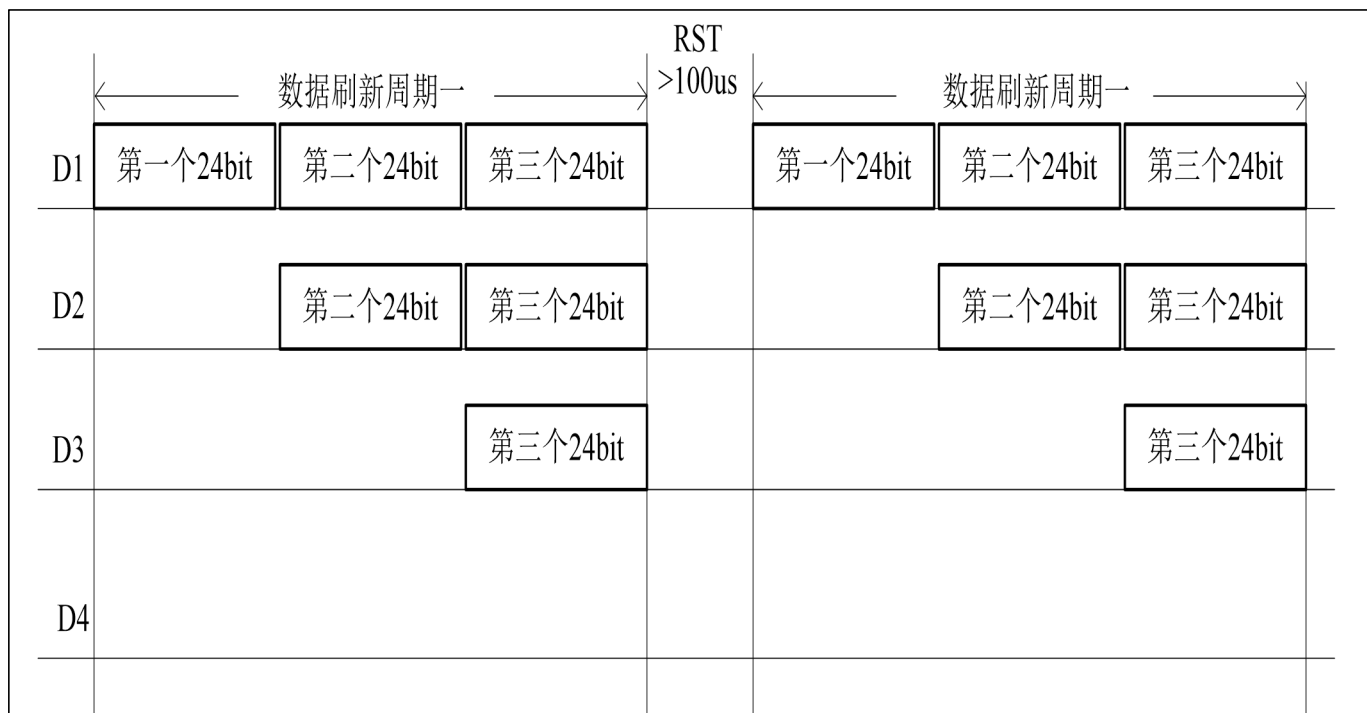 RST
>100us
数据刷新周期一 数据刷新周期一
D1 第一个24bit 第二个24bit 第三个24bit 第一个24bit 第二个24bit 第三个24bit
D2 第二个24bit 第三个24bit 第二个24bit 第三个24bit
D3 第三个24bit 第三个24bit
D4